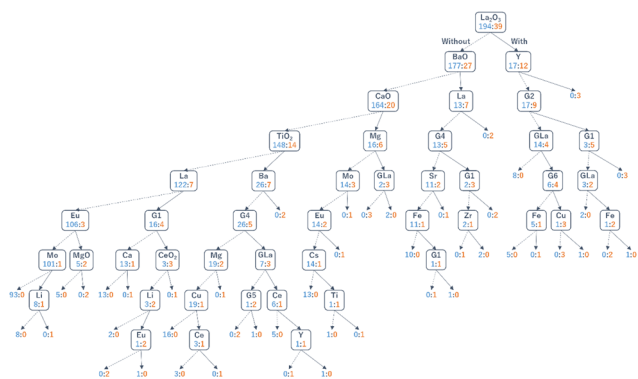 La₂O₃
194:39
Without
With
BaO
177:27
Y
17:12
CaO
164:20
La
13:7
G2
17:9
0:3
TiO₂
148:14
Mg
16:6
G4
13:5
0:2
GLa
14:4
G1
3:5
La
122:7
Ba
26:7
Mo
14:3
GLa
2:3
Sr
11:2
G1
2:3
8:0
G6
6:4
GLa
3:2
0:3
Eu
106:3
G1
16:4
G4
26:5
0:2
Eu
14:2
0:1
0:3
2:0
Fe
11:1
0:1
Zr
2:1
0:2
Fe
5:1
Cu
1:3
2:0
Fe
1:2
Mo
101:1
MgO
5:2
Ca
13:1
CeO₂
3:3
Mg
19:2
GLa
7:3
Cs
14:1
0:1
10:0
G1
1:1
0:1
2:0
5:0
0:1
0:3
1:0
0:2
1:0
93:0
Li
8:1
5:0
0:2
13:0
0:1
Li
3:2
0:1
Cu
19:1
0:1
G5
1:2
Ce
6:1
13:0
Ti
1:1
0:1
1:0
8:0
0:1
2:0
Eu
1:2
16:0
Ce
3:1
0:2
1:0
5:0
Y
1:1
1:0
0:1
0:2
1:0
3:0
0:1
0:1
1:0